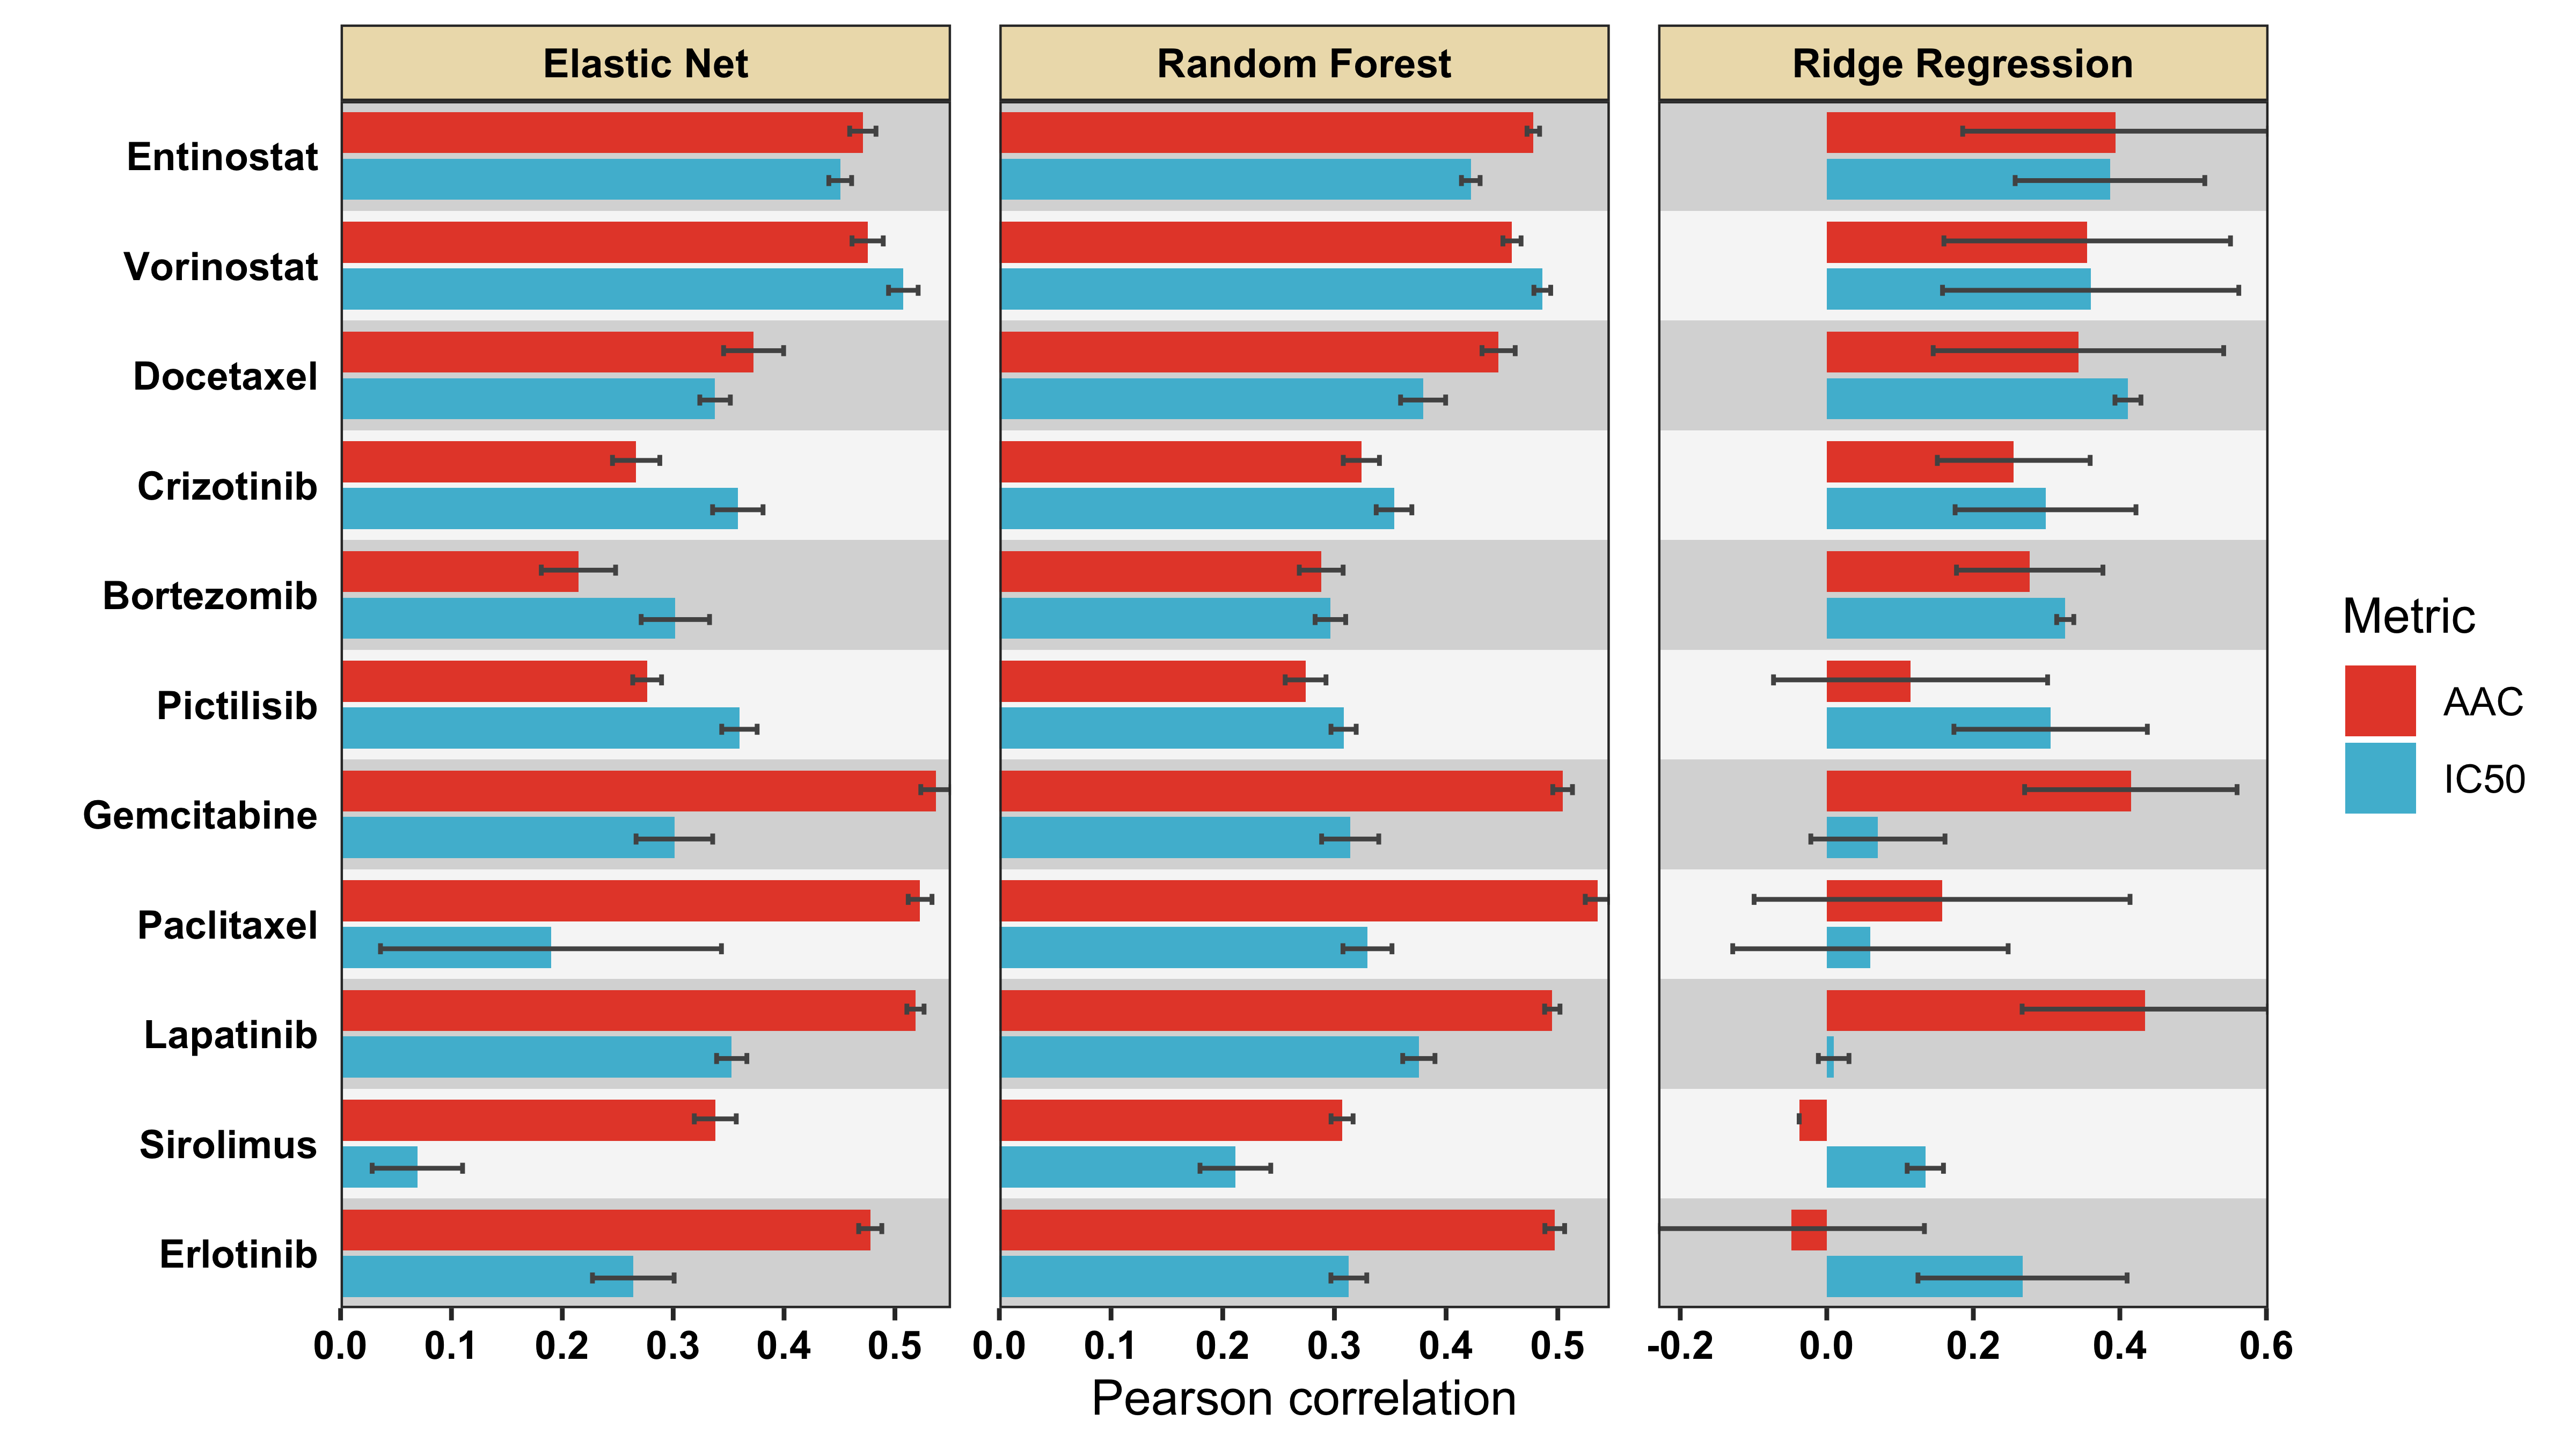 Elastic Net
Random Forest
Ridge Regression
Entinostat
Vorinostat
Docetaxel
Crizotinib
Bortezomib
Pictilisib
Gemcitabine
Paclitaxel
Lapatinib
Sirolimus
Erlotinib
0.0 0.1 0.2 0.3 0.4 0.5
0.0 0.1 0.2 0.3 0.4 0.5
-0.2 0.0 0.2 0.4 0.6
Pearson correlation
Metric
AAC
IC50